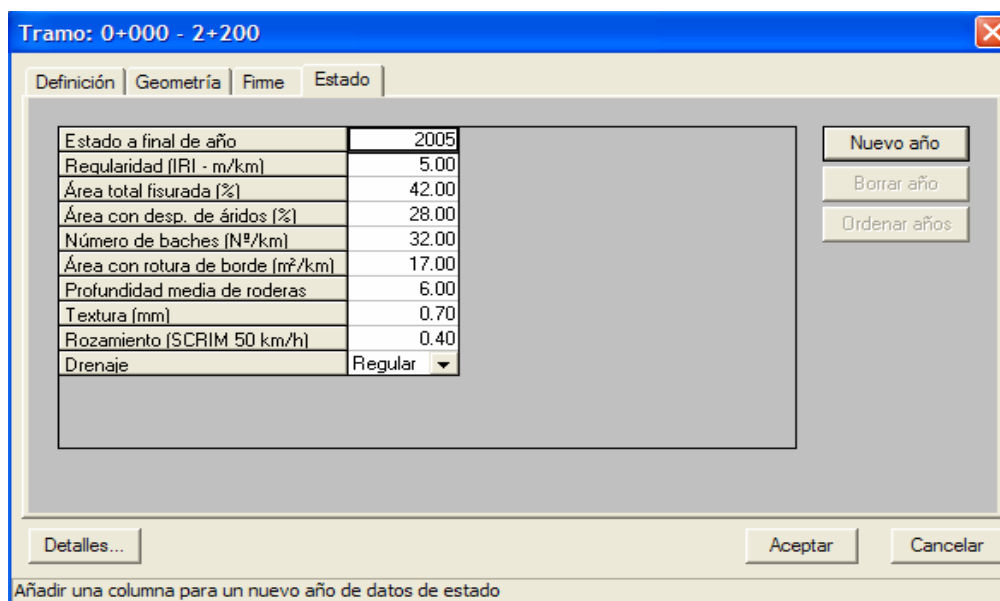 Tramo: 0+000 - 2+200
Definición Geometría Firme Estado
Estado a final de año 2005
Regularidad (IRI - m/km) 5.00
Área total fisurada (%) 42.00
Área con desp. de áridos (%) 28.00
Número de baches (Nº/km) 32.00
Área con rotura de borde (m²/km) 17.00
Profundidad media de roderas 6.00
Textura (mm) 0.70
Rozamiento (SCRIM 50 km/h) 0.40
Drenaje Regular
Nuevo año
Borrar año
Ordenar años
Detalles... Aceptar Cancelar
Añadir una columna para un nuevo año de datos de estado